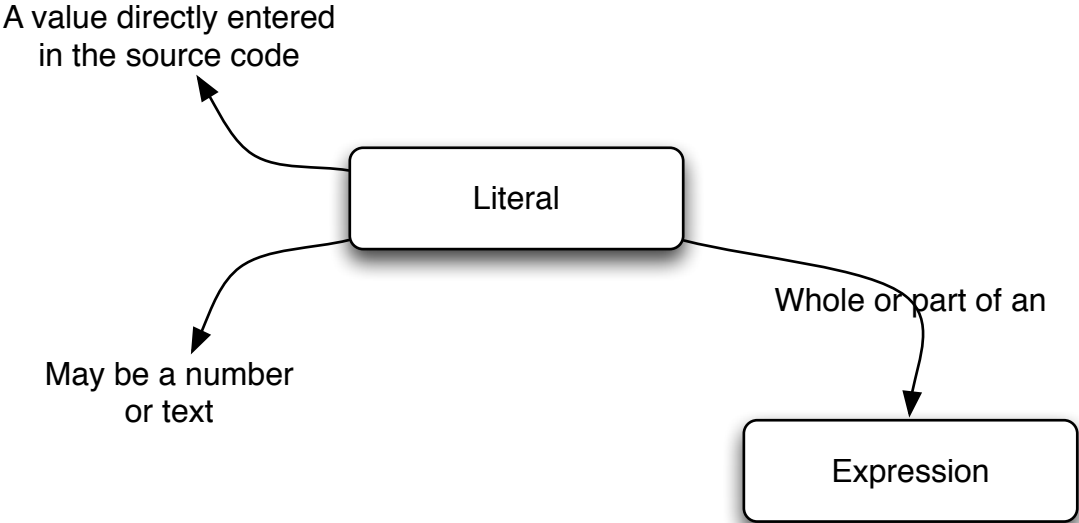 A value directly entered
in the source code
Literal
Whole or part of an
May be a number
or text
Expression